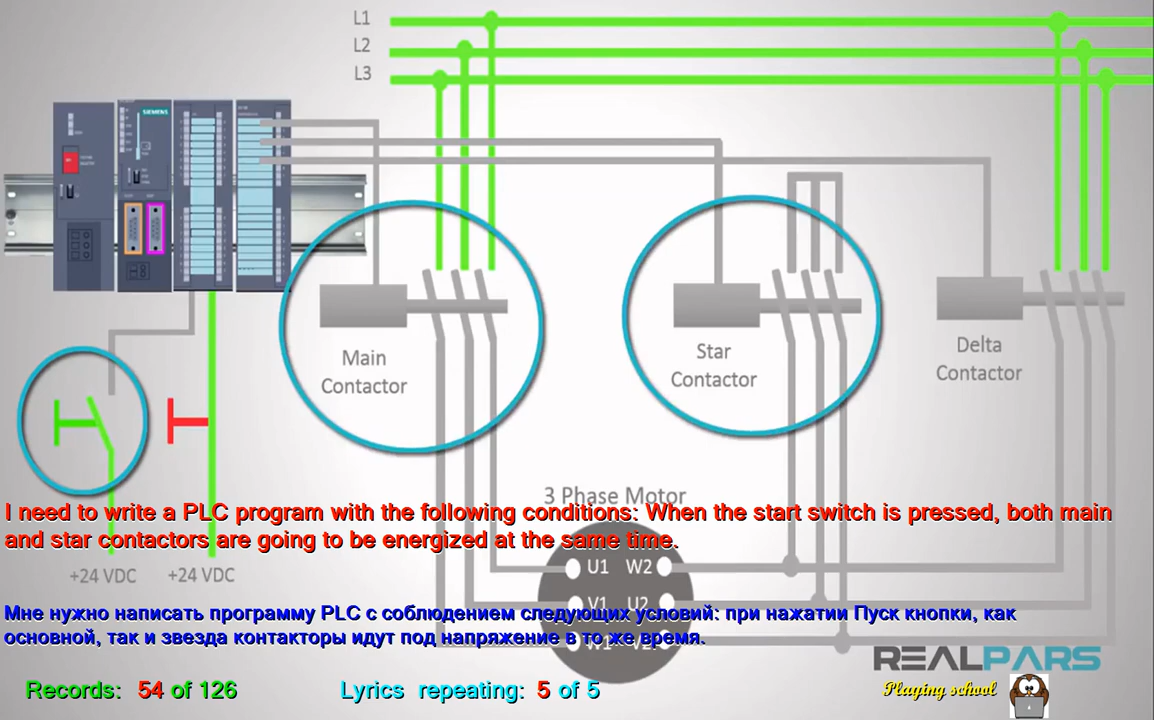 L1
L2
L3
SIEMENS
Main
Contactor
Star
Contactor
Delta
Contactor
3 Phase Motor
I need to write a PLC program with the following conditions: When the start switch is pressed, both main
and star contactors are going to be energized at the same time.
U1 W2
+24 VDC +24 VDC
V1 U2
Мне нужно написать программу PLC с соблюдением следующих условий: при нажатии Пуск кнопки, как
основной, так и звезда контакторы идут под напряжение в то же время.
W1 V2
REALPARS
Records: 54 of 126
Lyrics repeating: 5 of 5
Playing school